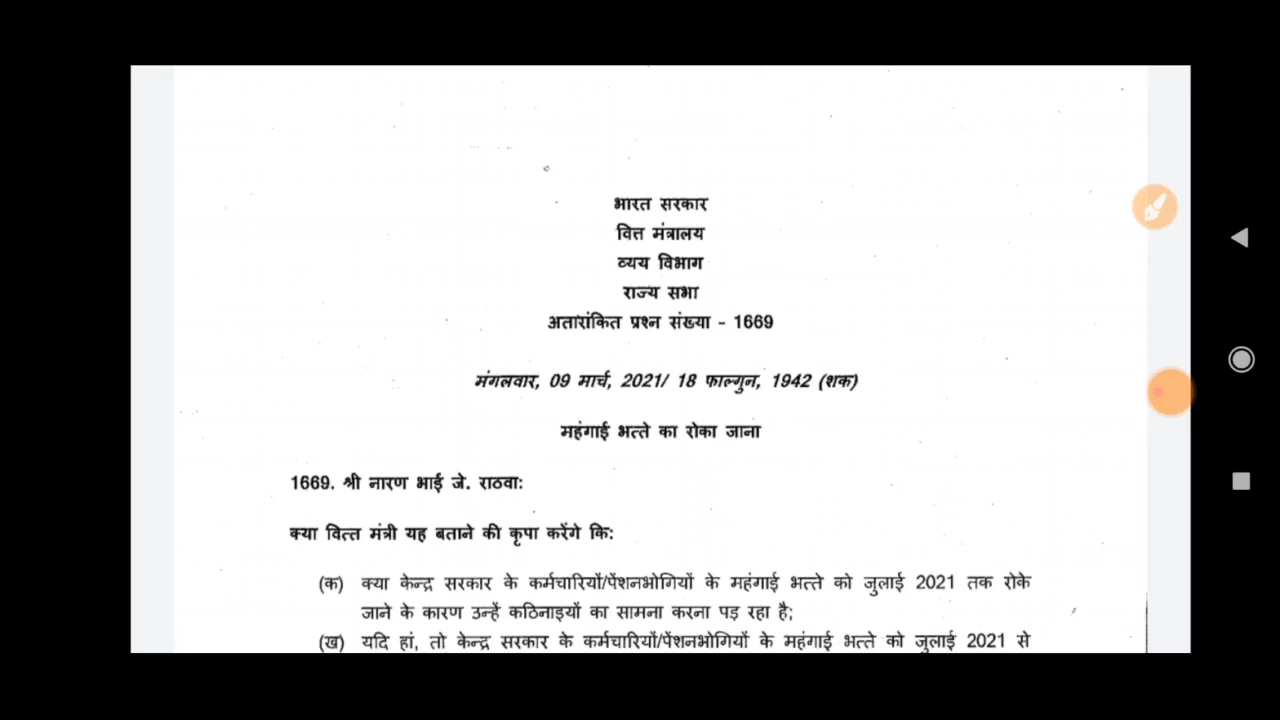 भारत सरकार
वित्त मंत्रालय
व्यय विभाग
राज्य सभा
अतारांकित प्रश्न संख्या - 1669
मंगलवार, 09 मार्च, 2021/ 18 फाल्गुन, 1942 (शक)
महंगाई भत्ते का रोका जाना
1669. श्री नारण भाई जे. राठवा:
क्या वित्त मंत्री यह बताने की कृपा करेंगे कि:
(क) क्या केन्द्र सरकार के कर्मचारियों/पेंशनभोगियों के महंगाई भत्ते को जुलाई 2021 तक रोके
जाने के कारण उन्हें कठिनाइयों का सामना करना पड़ रहा है;
(ख) यदि हां, तो केन्द्र सरकार के कर्मचारियों/पेंशनभोगियों के महंगाई भत्ते को जुलाई 2021 से